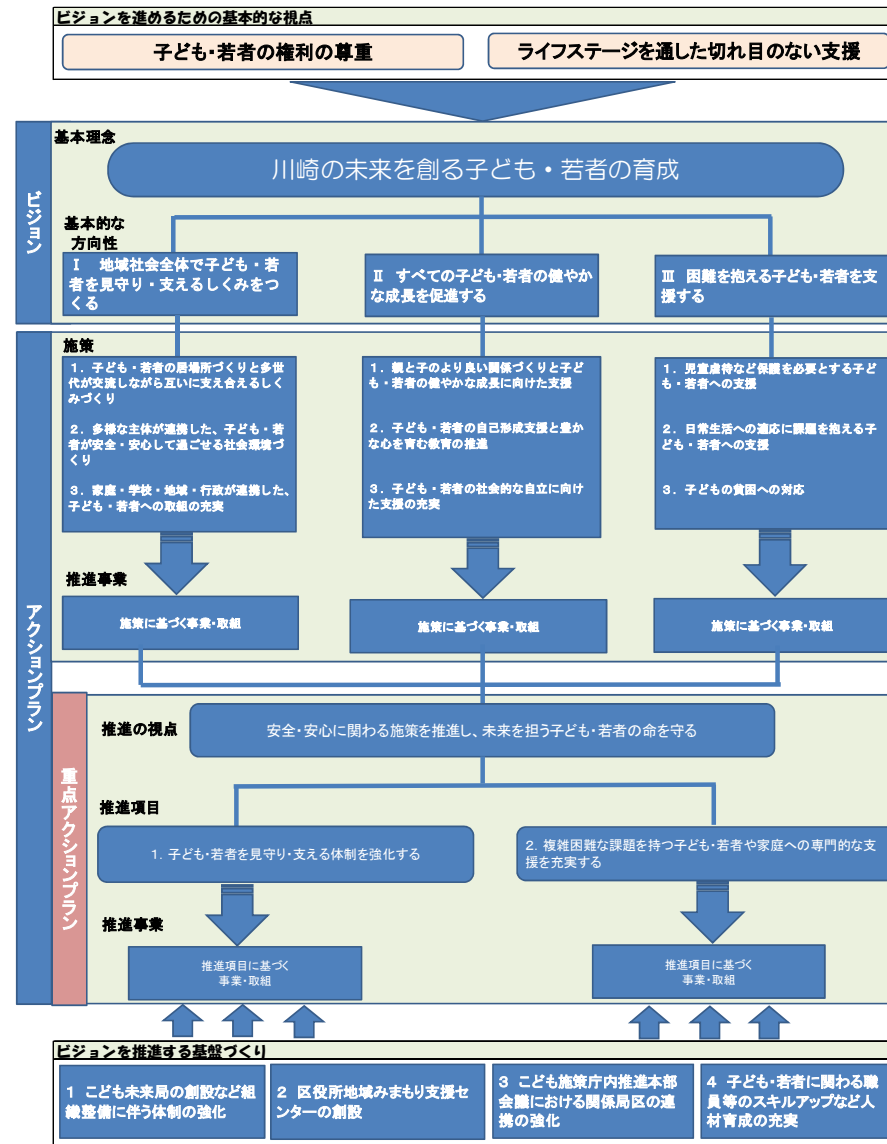 ビジョンを進めるための基本的な視点
子ども・若者の権利の尊重
ライフステージを通した切れ目のない支援
ビジョン
基本理念
川崎の未来を創る子ども・若者の育成
基本的な
方向性
Ⅰ 地域社会全体で子ども・若
者を見守り・支えるしくみをつ
くる
Ⅱ すべての子ども・若者の健やか
な成長を促進する
Ⅲ 困難を抱える子ども・若者を支
援する
アクションプラン
施策
1．子ども・若者の居場所づくりと多世
代が交流しながら互いに支え合えるしく
みづくり
2．多様な主体が連携した、子ども・若
者が安全・安心して過ごせる社会環境づ
くり
3．家庭・学校・地域・行政が連携した、
子ども・若者への取組の充実
1．親と子のより良い関係づくりと子ど
も・若者の健やかな成長に向けた支援
2．子ども・若者の自己形成支援と豊か
な心を育む教育の推進
3．子ども・若者の社会的な自立に向け
た支援の充実
1．児童虐待など保護を必要とする子ど
も・若者への支援
2．日常生活への適応に課題を抱える子
ども・若者への支援
3．子どもの貧困への対応
推進事業
施策に基づく事業・取組
施策に基づく事業・取組
施策に基づく事業・取組
重点アクションプラン
推進の視点
安全・安心に関わる施策を推進し、未来を担う子ども・若者の命を守る
推進項目
1. 子ども・若者を見守り・支える体制を強化する
2. 複雑困難な課題を持つ子ども・若者や家庭への専門的な支
援を充実する
推進事業
推進項目に基づく
事業・取組
推進項目に基づく
事業・取組
ビジョンを推進する基盤づくり
1 こども未来局の創設など組
織整備に伴う体制の強化
2 区役所地域みまもり支援セ
ンターの創設
3 こども施策庁内推進本部
会議における関係局区の連
携の強化
4 子ども・若者に関わる職
員等のスキルアップなど人
材育成の充実